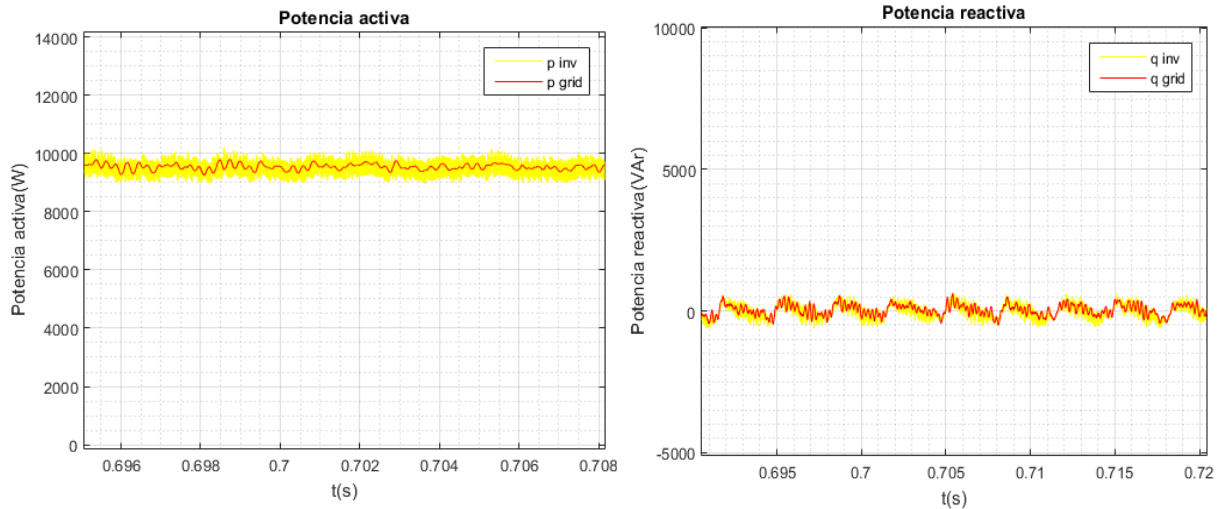 Potencia activa
14000
12000
10000
8000
6000
4000
2000
0
Potencia activa(W)
p inv
p grid
0.696
0.698
0.7
0.702
0.704
0.706
0.708
t(s)
Potencia reactiva
10000
5000
0
-5000
Potencia reactiva(VAr)
q inv
q grid
0.695
0.7
0.705
0.71
0.715
0.72
t(s)